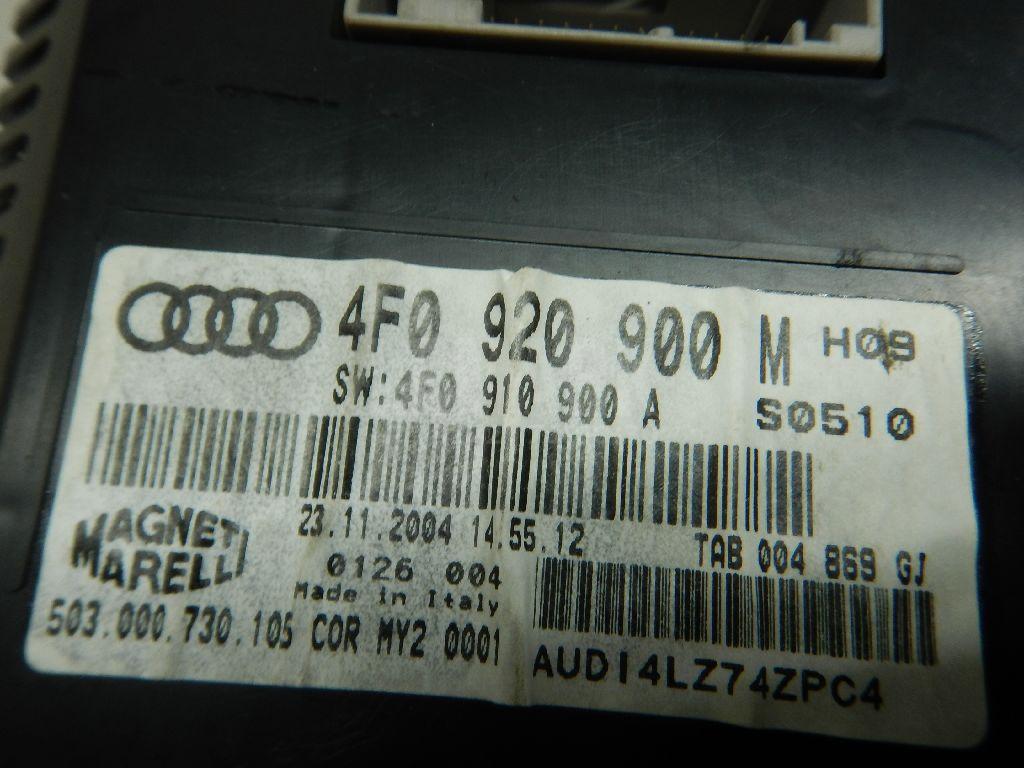 4F0 920 900 M H09
SW:4F0 910 900 A S0510
23.11.2004 14.55.12
TAB 004 869 GJ
MAGNETI
MARELLI
0126 004
Made in Italy
503.000.730.105 COR MY2 0001
AUDI4LZ74ZPC4